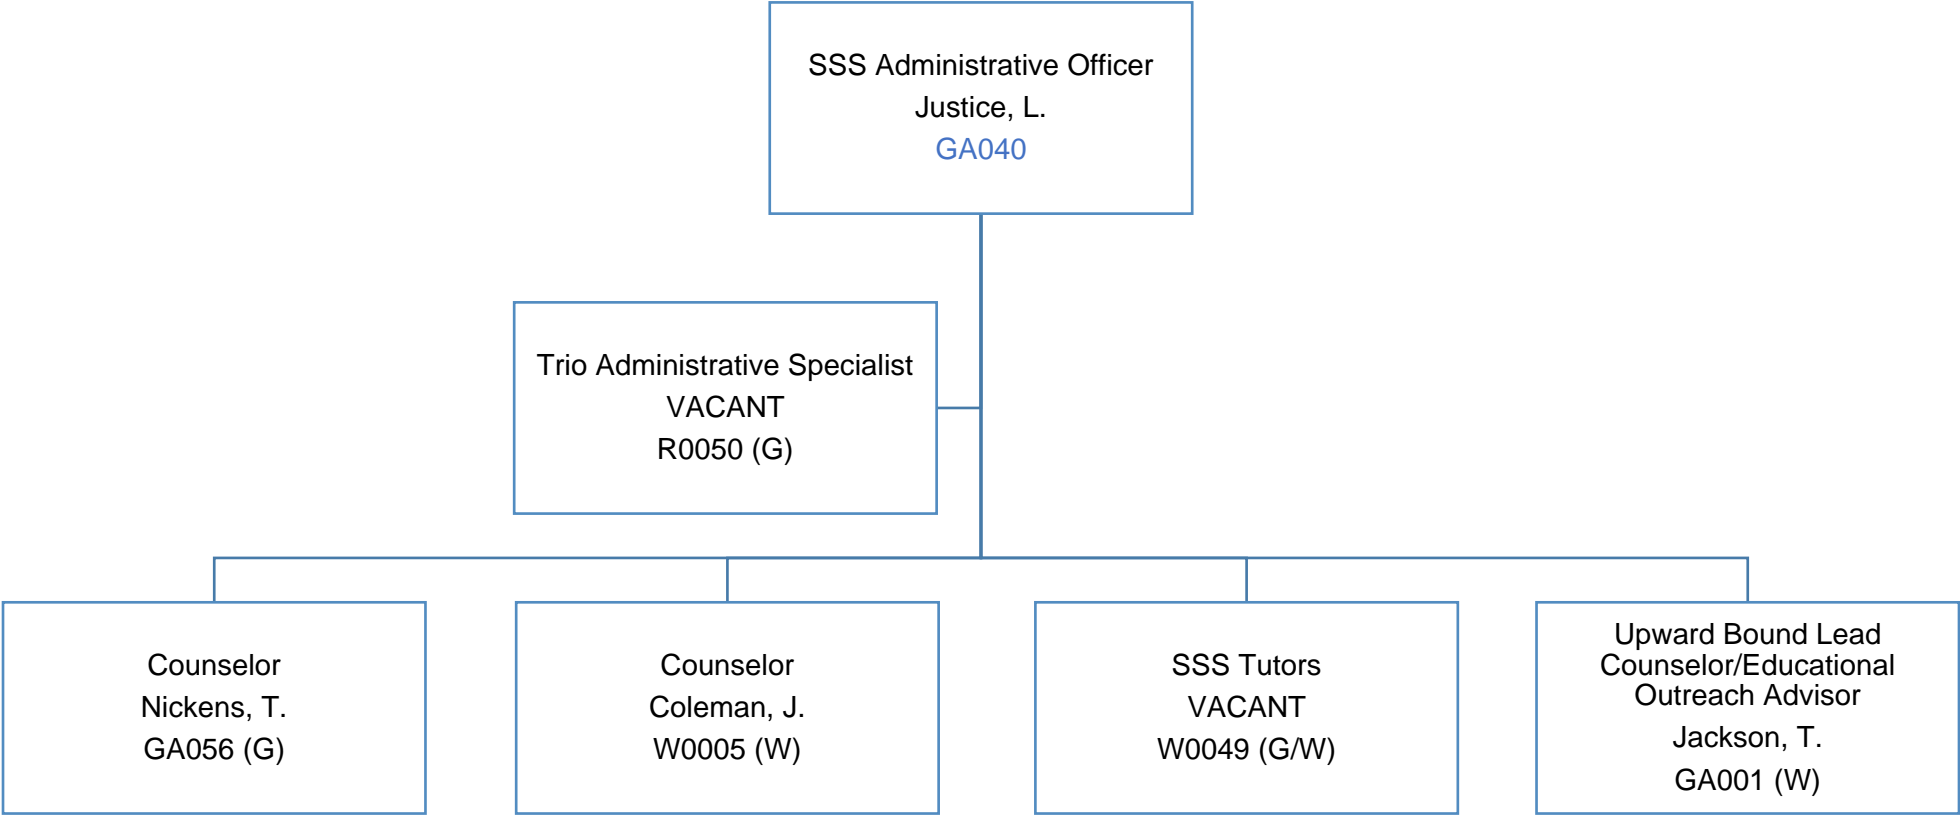 SSS Administrative Officer
Justice, L.
GA040
Trio Administrative Specialist
VACANT
R0050 (G)
Counselor
Nickens, T.
GA056 (G)
Counselor
Coleman, J.
W0005 (W)
SSS Tutors
VACANT
W0049 (G/W)
Upward Bound Lead
Counselor/Educational
Outreach Advisor
Jackson, T.
GA001 (W)